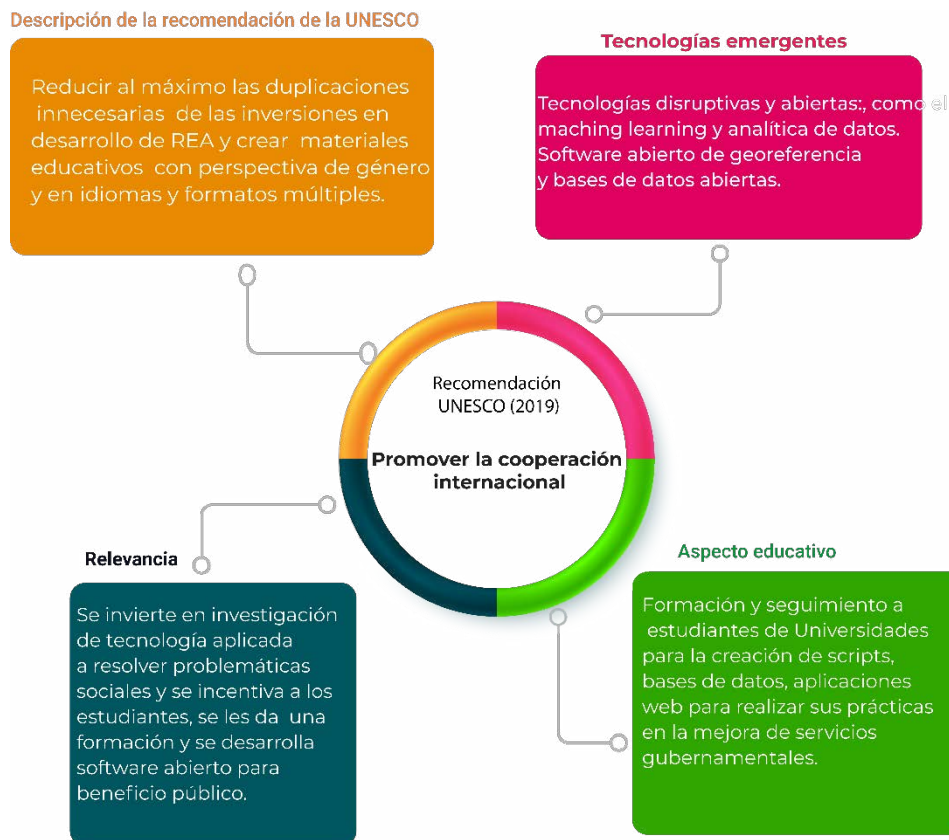 Descripción de la recomendación de la UNESCO
Reducir al máximo las duplicaciones
innecesarias de las inversiones en
desarrollo de REA y crear materiales
educativos con perspectiva de género
y en idiomas y formatos múltiples.
Tecnologías emergentes
Tecnologías disruptivas y abiertas:, como el
maching learning y analítica de datos.
Software abierto de georeferencia
y bases de datos abiertas.
Recomendación
UNESCO (2019)
Promover la cooperación
internacional
Relevancia
Se invierte en investigación
de tecnología aplicada
a resolver problemáticas
sociales y se incentiva a los
estudiantes, se les da una
formación y se desarrolla
software abierto para
beneficio público.
Aspecto educativo
Formación y seguimiento a
estudiantes de Universidades
para la creación de scripts,
bases de datos, aplicaciones
web para realizar sus prácticas
en la mejora de servicios
gubernamentales.